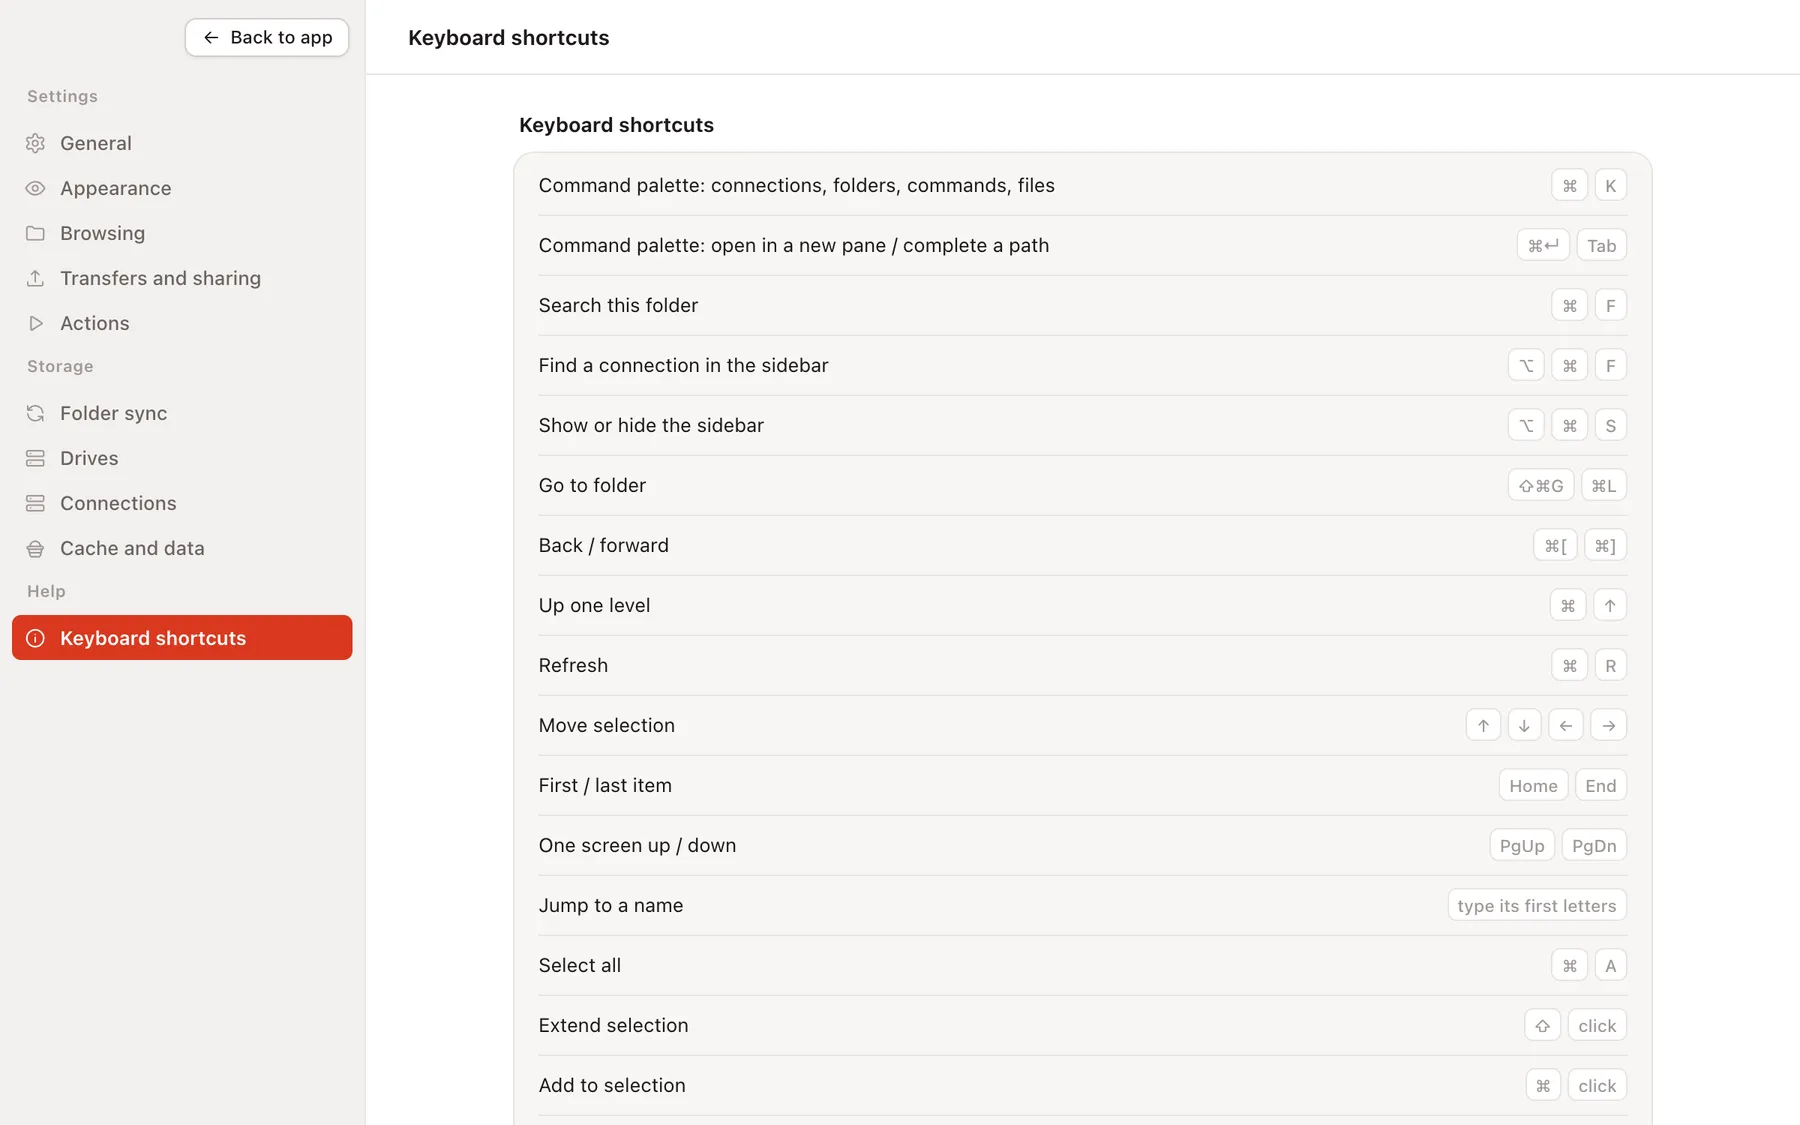 ← Back to app
Keyboard shortcuts
Settings
General
Appearance
Browsing
Transfers and sharing
Actions
Storage
Folder sync
Drives
Connections
Cache and data
Help
Keyboard shortcuts
Keyboard shortcuts
Command palette: connections, folders, commands, files ⌘ K
Command palette: open in a new pane / complete a path ⌘↵ Tab
Search this folder ⌘ F
Find a connection in the sidebar ⌥ ⌘ F
Show or hide the sidebar ⌥ ⌘ S
Go to folder ⇧⌘G ⌘L
Back / forward ⌘[ ⌘]
Up one level ⌘ ↑
Refresh ⌘ R
Move selection ↑ ↓ ← →
First / last item Home End
One screen up / down PgUp PgDn
Jump to a name type its first letters
Select all ⌘ A
Extend selection ⇧ click
Add to selection ⌘ click